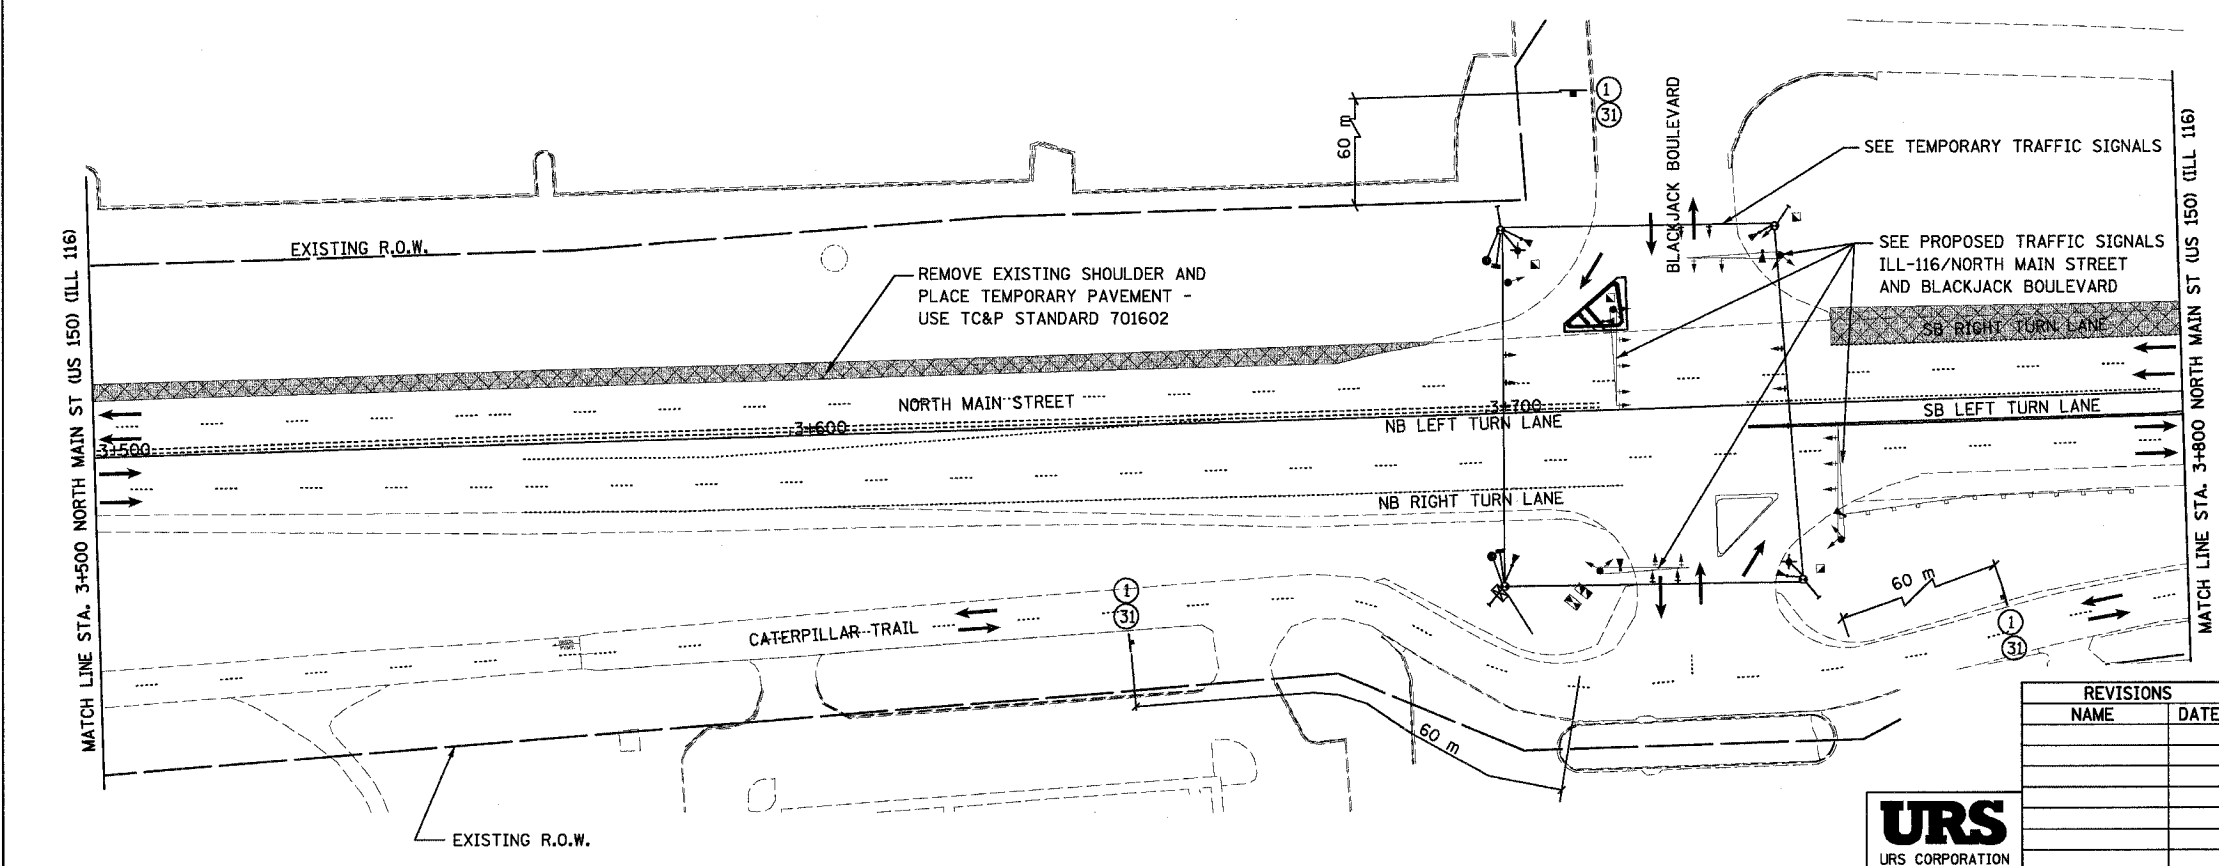 MATCH LINE STA. 3+500 NORTH MAIN ST (US 150) (ILL 116)
EXISTING R.O.W.
REMOVE EXISTING SHOULDER AND
PLACE TEMPORARY PAVEMENT -
USE TC&P STANDARD 701602
60 m
1
31
BLACKJACK BOULEVARD
SEE TEMPORARY TRAFFIC SIGNALS
SEE PROPOSED TRAFFIC SIGNALS
ILL-116/NORTH MAIN STREET
AND BLACKJACK BOULEVARD
SB RIGHT TURN LANE
NORTH MAIN STREET
3+500
3+600
3+700
NB LEFT TURN LANE
SB LEFT TURN LANE
NB RIGHT TURN LANE
CATERPILLAR TRAIL
1
31
60 m
60 m
1
31
EXISTING R.O.W.
MATCH LINE STA. 3+800 NORTH MAIN ST (US 150) (ILL 116)
REVISIONS
NAME DATE
URS
URS CORPORATION